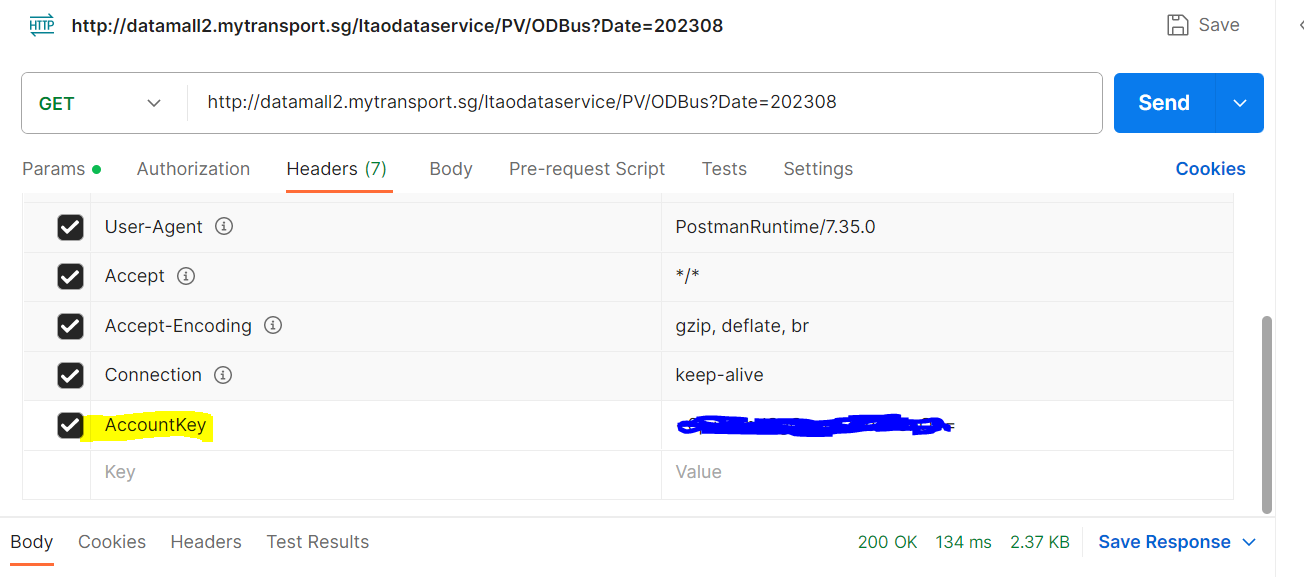 HTTP http://datamall2.mytransport.sg/ltaodataservice/PV/ODBus?Date=202308 Save
GET http://datamall2.mytransport.sg/ltaodataservice/PV/ODBus?Date=202308 Send
Params Authorization Headers (7) Body Pre-request Script Tests Settings Cookies
User-Agent PostmanRuntime/7.35.0
Accept */*
Accept-Encoding gzip, deflate, br
Connection keep-alive
AccountKey
Key Value
Body Cookies Headers Test Results 200 OK 134 ms 2.37 KB Save Response